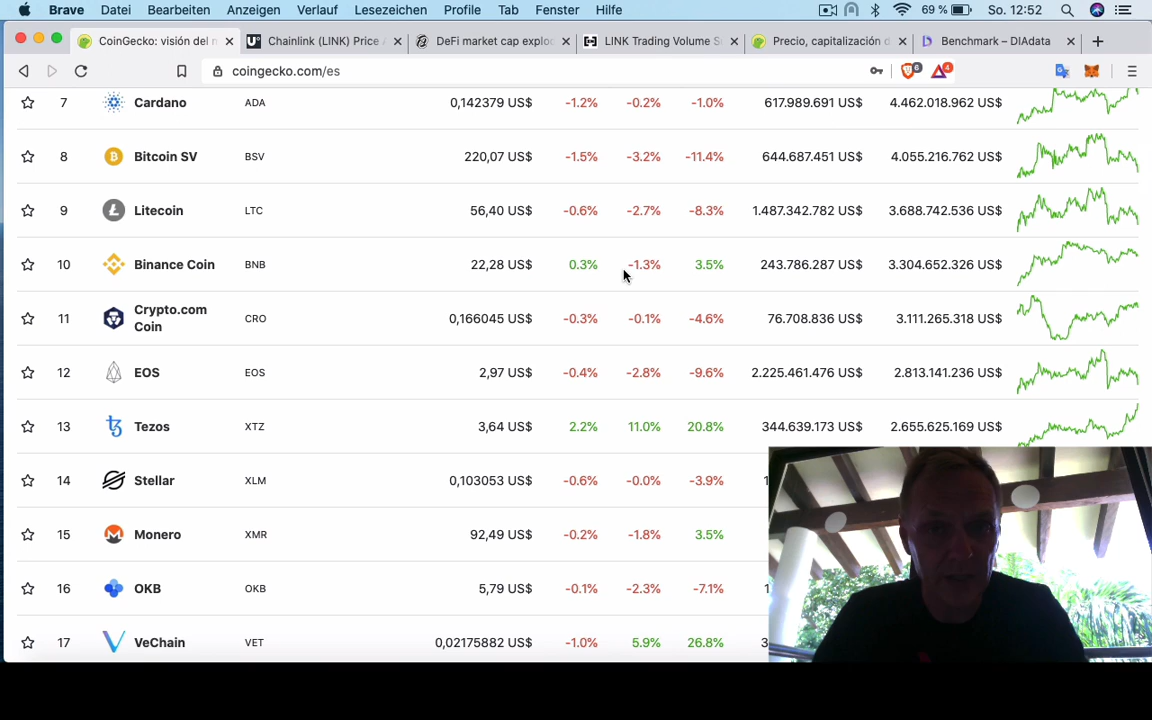 Brave Datei Bearbeiten Anzeigen Verlauf Lesezeichen Profile Tab Fenster Hilfe 69 % So. 12:52
CoinGecko: visión del m Chainlink (LINK) Price DeFi market cap explo LINK Trading Volume S Precio, capitalización d Benchmark – DIAdata
coingecko.com/es 6 4
7 Cardano ADA 0,142379 US$ -1.2% -0.2% -1.0% 617.989.691 US$ 4.462.018.962 US$
8 Bitcoin SV BSV 220,07 US$ -1.5% -3.2% -11.4% 644.687.451 US$ 4.055.216.762 US$
9 Litecoin LTC 56,40 US$ -0.6% -2.7% -8.3% 1.487.342.782 US$ 3.688.742.536 US$
10 Binance Coin BNB 22,28 US$ 0.3% -1.3% 3.5% 243.786.287 US$ 3.304.652.326 US$
11 Crypto.com Coin CRO 0,166045 US$ -0.3% -0.1% -4.6% 76.708.836 US$ 3.111.265.318 US$
12 EOS EOS 2,97 US$ -0.4% -2.8% -9.6% 2.225.461.476 US$ 2.813.141.236 US$
13 Tezos XTZ 3,64 US$ 2.2% 11.0% 20.8% 344.639.173 US$ 2.655.625.169 US$
14 Stellar XLM 0,103053 US$ -0.6% -0.0% -3.9% 1
15 Monero XMR 92,49 US$ -0.2% -1.8% 3.5%
16 OKB OKB 5,79 US$ -0.1% -2.3% -7.1% 1
17 VeChain VET 0,02175882 US$ -1.0% 5.9% 26.8% 3